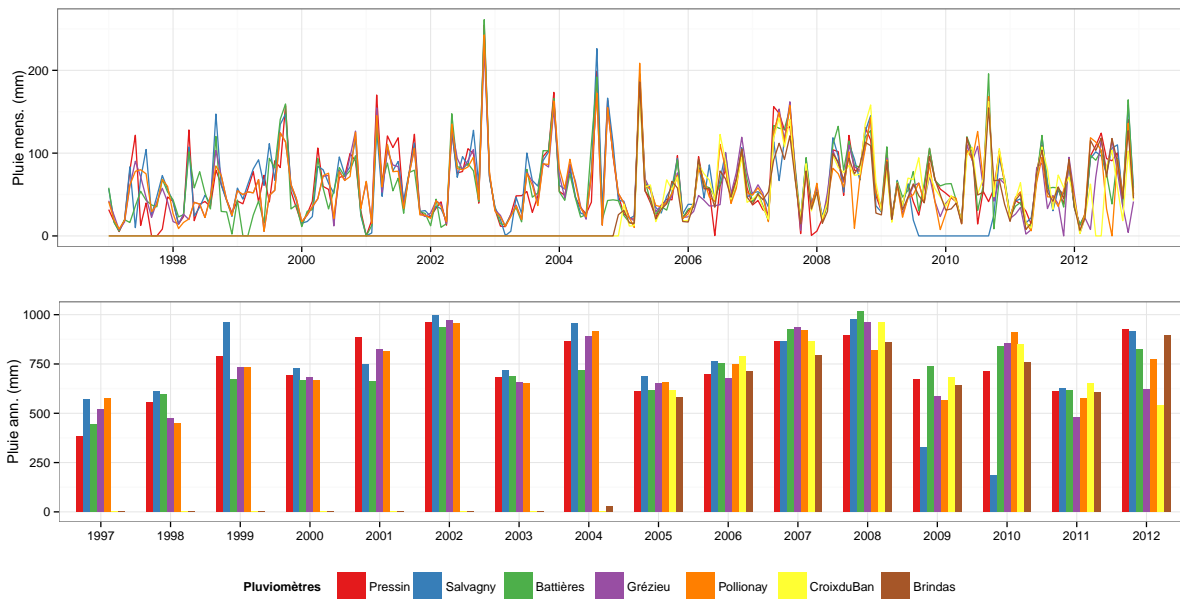 Pluie mens. (mm)
200
100
0
1998 2000 2002 2004 2006 2008 2010 2012
Pluie ann. (mm)
1000
750
500
250
0
1997 1998 1999 2000 2001 2002 2003 2004 2005 2006 2007 2008 2009 2010 2011 2012
Pluviomètres Pressin Salvagny Battières Grézieu Pollionay CroixduBan Brindas